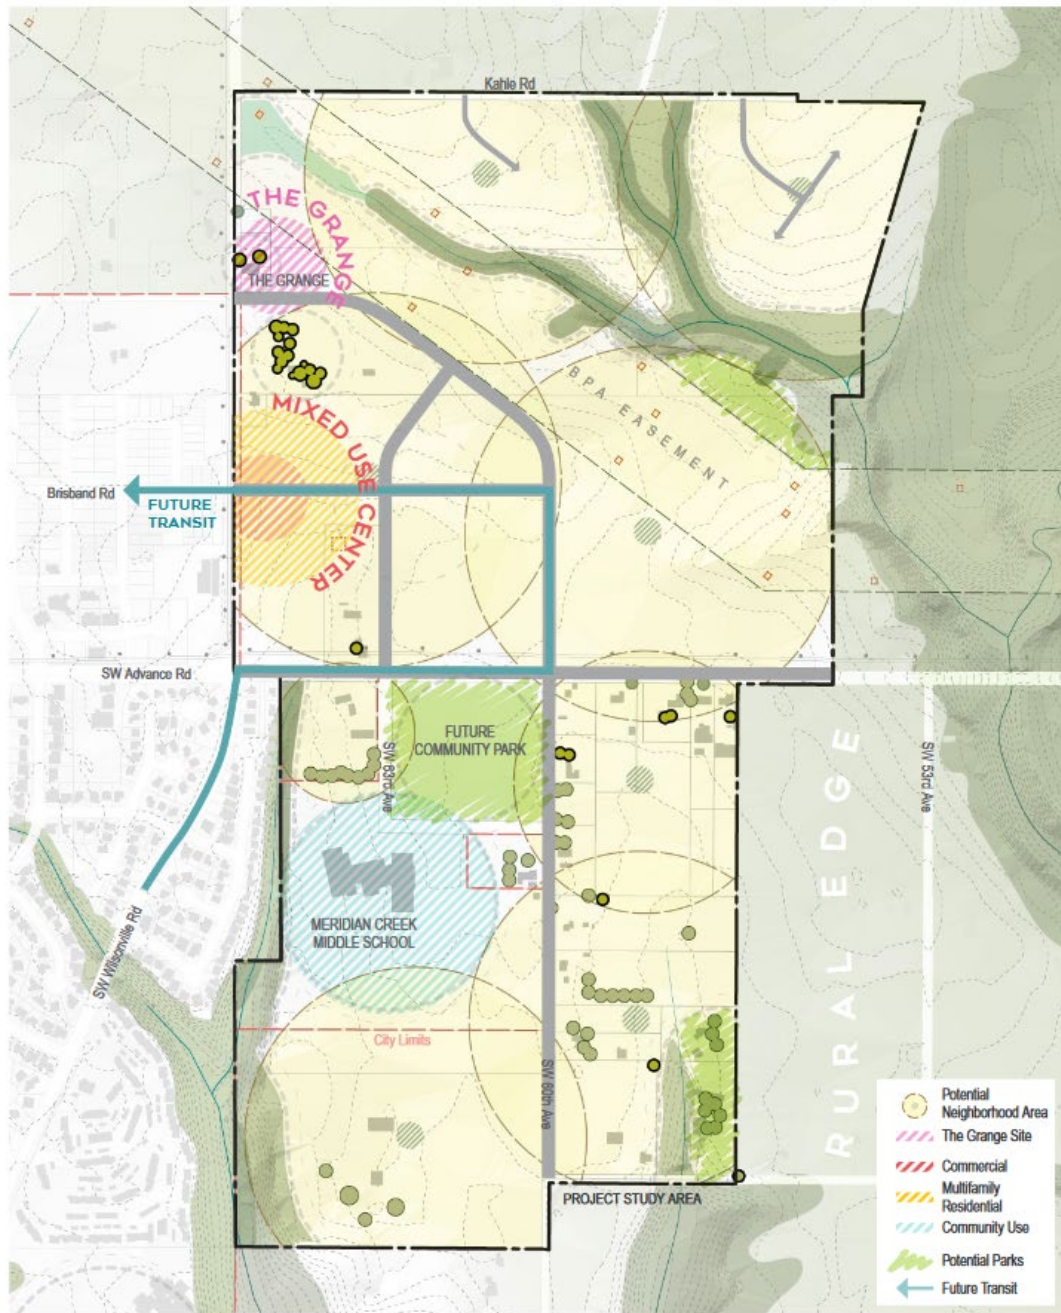 Kahle Rd
THE GRANGE
THE GRANGE
MIXED USE CENTER
BPA EASEMENT
Brisband Rd
FUTURE
TRANSIT
SW Advance Rd
FUTURE
COMMUNITY PARK
SW 63rd Ave
SW 53rd Ave
RURAL EDGE
MERIDIAN CREEK
MIDDLE SCHOOL
SW Wilsonville Rd
City Limits
SW 60th Ave
PROJECT STUDY AREA
Potential
Neighborhood Area
The Grange Site
Commercial
Multifamily
Residential
Community Use
Potential Parks
Future Transit